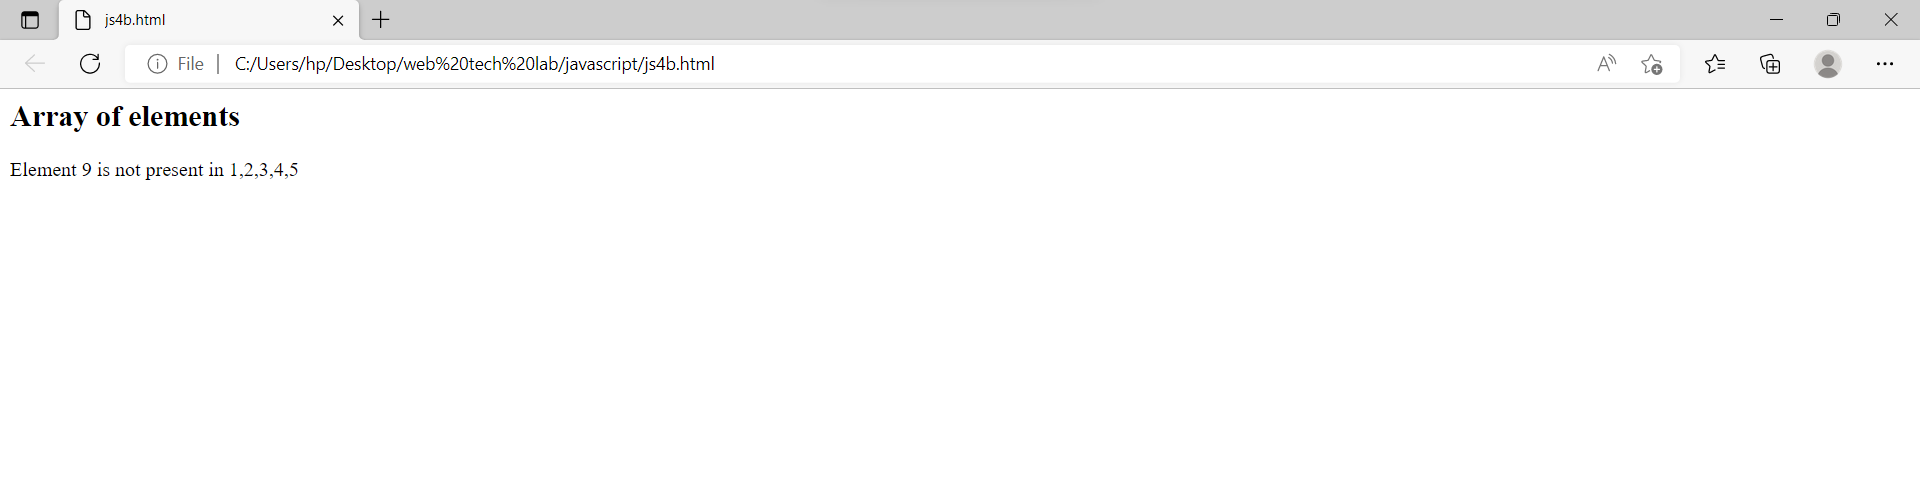 js4b.html
File C:/Users/hp/Desktop/web%20tech%20lab/javascript/js4b.html
Array of elements
Element 9 is not present in 1,2,3,4,5